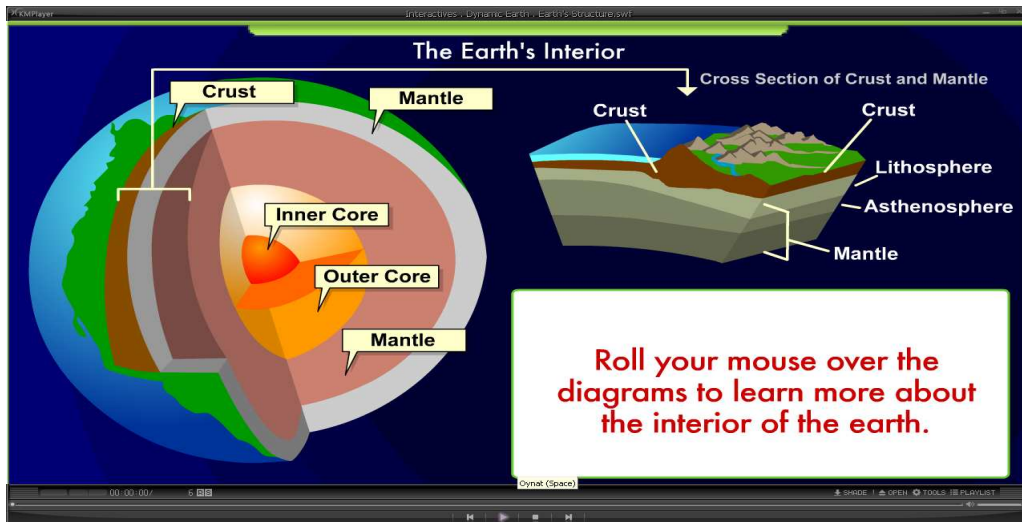 KMPlayer
Interactives . Dynamic Earth . Earth's Structure.swf
The Earth's Interior
Cross Section of Crust and Mantle
Crust
Mantle
Crust
Crust
Lithosphere
Asthenosphere
Mantle
Inner Core
Outer Core
Mantle
Roll your mouse over the
diagrams to learn more about
the interior of the earth.
Oynat (Space)
00:00:00/ 6 R S
SHADE ! OPEN TOOLS PLAYLIST